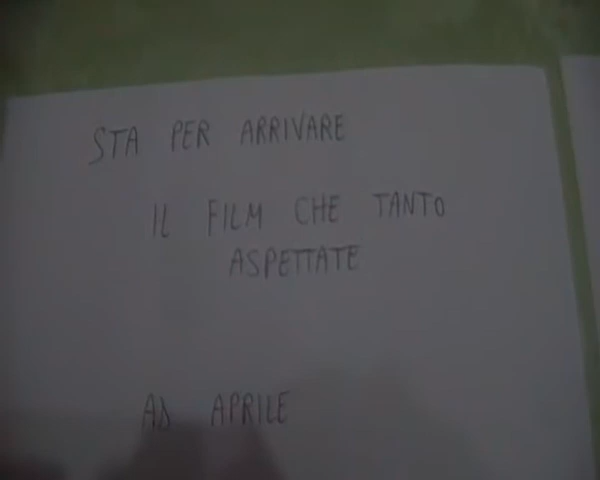 STA PER ARRIVARE
IL FILM CHE TANTO
ASPETTATE
AD APRILE